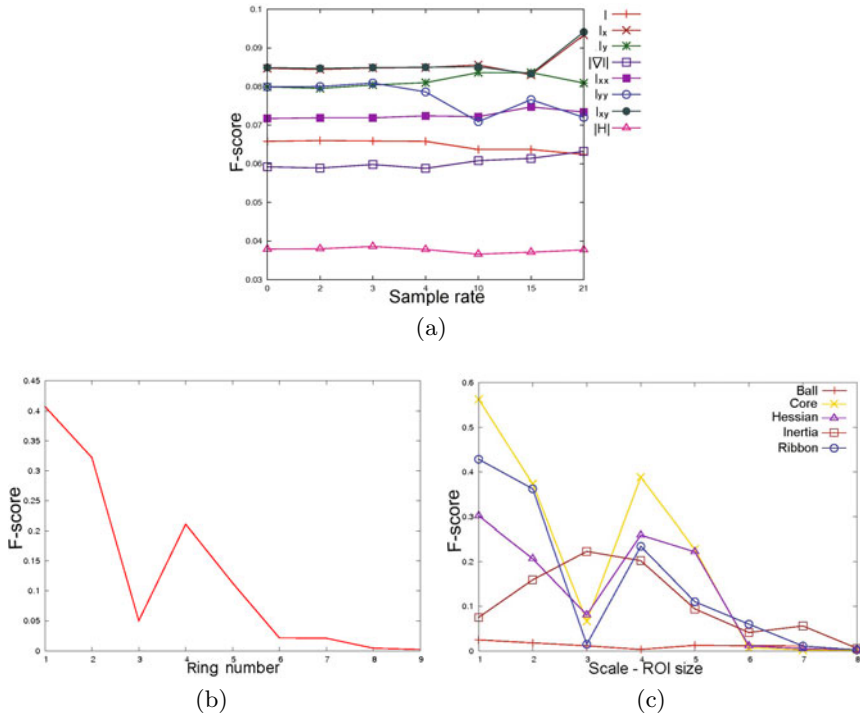 0.1
0.09
0.08
0.07
0.06
0.05
0.04
0.03
F-score
0 2 3 4 10 15 21
Sample rate
I
Ix
Iy
|∇I|
Ixx
Iyy
Ixy
|H|
(a)
0.45
0.4
0.35
0.3
0.25
0.2
0.15
0.1
0.05
0
F-score
1 2 3 4 5 6 7 8 9
Ring number
(b)
0.6
0.5
0.4
0.3
0.2
0.1
0
F-score
1 2 3 4 5 6 7 8
Scale - ROI size
Ball
Core
Hessian
Inertia
Ribbon
(c)